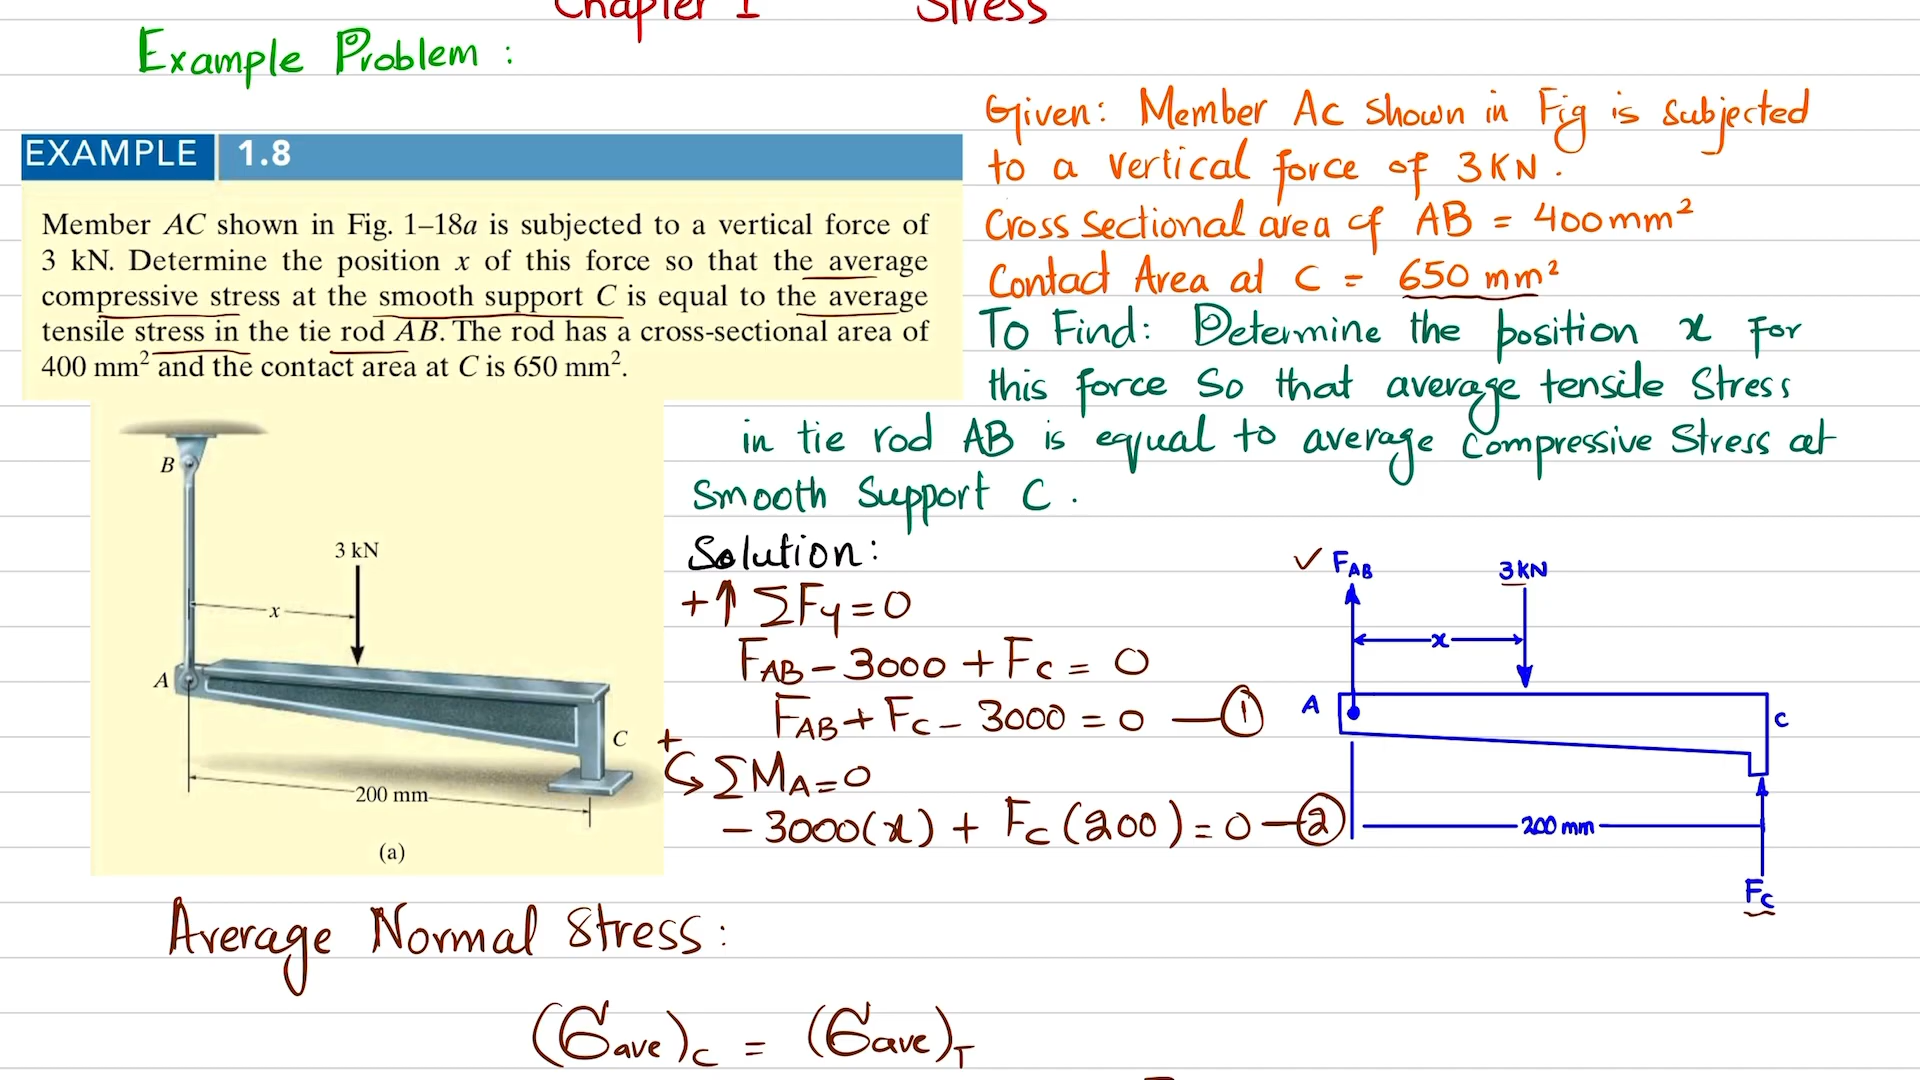 Chapter 1 Stress
Example Problem :
EXAMPLE 1.8
Member AC shown in Fig. 1–18a is subjected to a vertical force of
3 kN. Determine the position x of this force so that the average
compressive stress at the smooth support C is equal to the average
tensile stress in the tie rod AB. The rod has a cross-sectional area of
400 mm² and the contact area at C is 650 mm².
B
3 kN
x
A
C
200 mm
(a)
Given: Member AC shown in Fig is subjected
to a vertical force of 3KN.
Cross sectional area of AB = 400mm²
Contact Area at C = 650 mm²
To Find: Determine the position x for
this force So that average tensile Stress
in tie rod AB is equal to average Compressive Stress at
Smooth Support C.
Solution:
+↑ ΣFy=0
FAB-3000+Fc = 0
FAB+Fc-3000 = 0 —①
+
↪ ΣMA=0
-3000(x) + Fc(200) = 0 —②
✓ FAB
3KN
x
A
C
200 mm
Fc
Average Normal Stress:
(σave)c = (σave)T